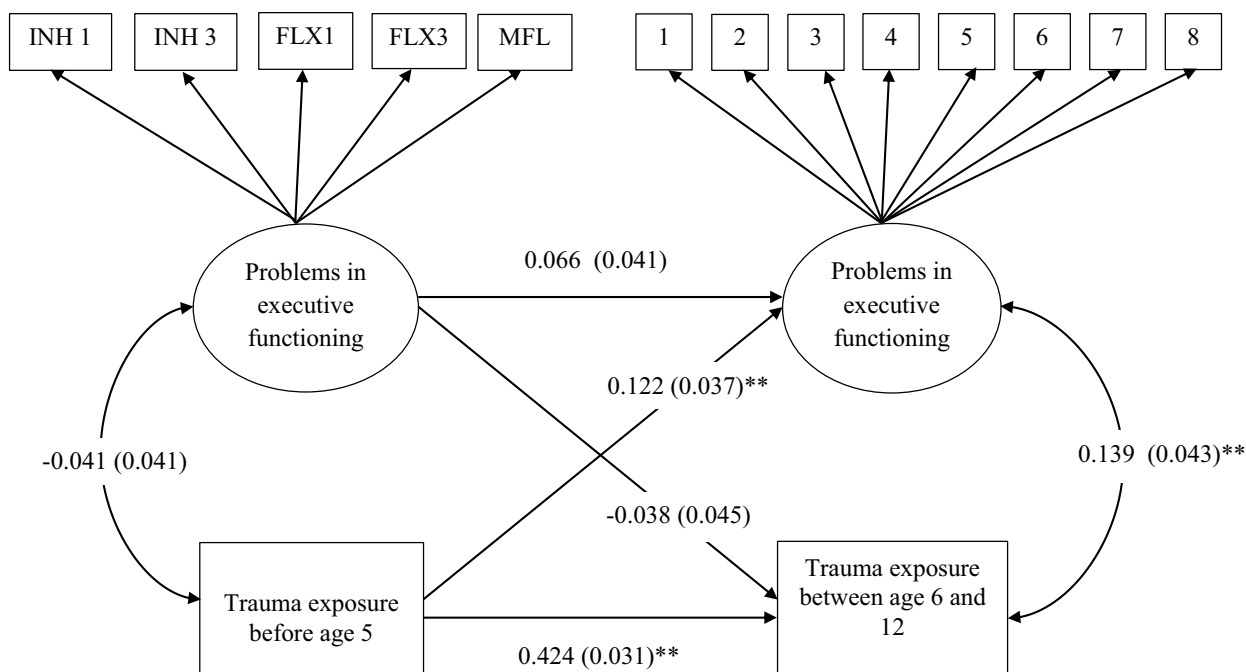 INH 1 INH 3 FLX1 FLX3 MFL 1 2 3 4 5 6 7 8
Problems in
executive
functioning
0.066 (0.041)
Problems in
executive
functioning
0.122 (0.037)**
-0.041 (0.041)
0.139 (0.043)**
-0.038 (0.045)
Trauma exposure
before age 5
Trauma exposure
between age 6 and
12
0.424 (0.031)**